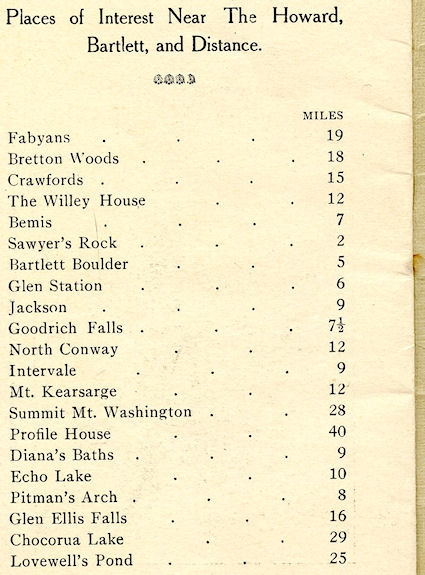 Places of Interest Near The Howard,
Bartlett, and Distance.
MILES
Fabyans . . . 19
Bretton Woods . . . 18
Crawfords . . . 15
The Willey House . . 12
Bemis . . . 7
Sawyer's Rock . . . 2
Bartlett Boulder . . 5
Glen Station . . . 6
Jackson . . . 9
Goodrich Falls . . . 7½
North Conway . . 12
Intervale . . . 9
Mt. Kearsarge . . 12
Summit Mt. Washington . . 28
Profile House . . 40
Diana's Baths . . 9
Echo Lake . . 10
Pitman's Arch . . . 8
Glen Ellis Falls . . 16
Chocorua Lake . . 29
Lovewell's Pond . . . 25